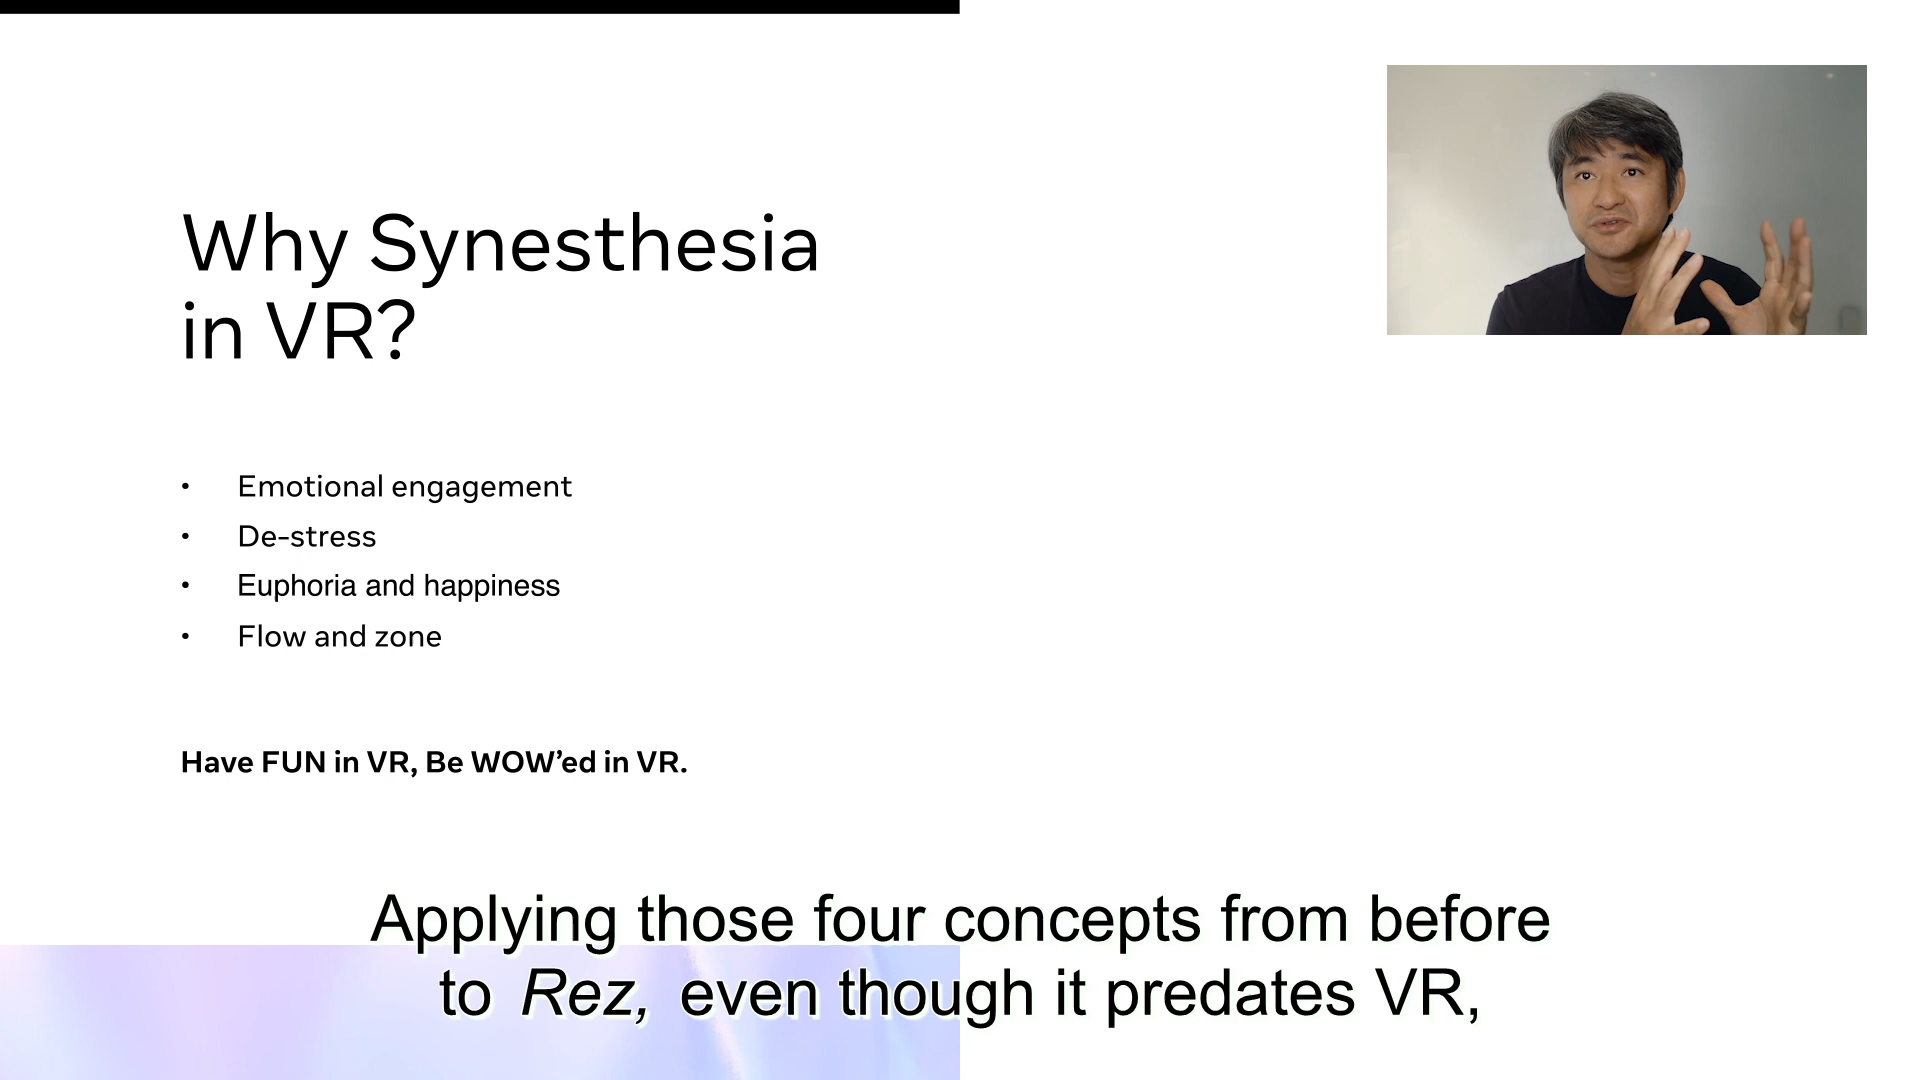 Why Synesthesia
in VR?
• Emotional engagement
• De-stress
• Euphoria and happiness
• Flow and zone
Have FUN in VR, Be WOW’ed in VR.
Applying those four concepts from before
to Rez, even though it predates VR,